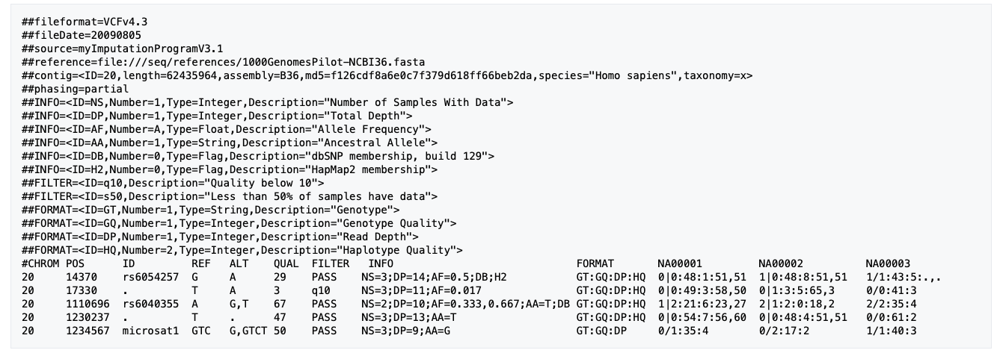 ##fileformat=VCFv4.3
##fileDate=20090805
##source=myImputationProgramV3.1
##reference=file:///seq/references/1000GenomesPilot-NCBI36.fasta
##contig=<ID=20,length=62435964,assembly=B36,md5=f126cdf8a6e0c7f379d618ff66beb2da,species="Homo sapiens",taxonomy=x>
##phasing=partial
##INFO=<ID=NS,Number=1,Type=Integer,Description="Number of Samples With Data">
##INFO=<ID=DP,Number=1,Type=Integer,Description="Total Depth">
##INFO=<ID=AF,Number=A,Type=Float,Description="Allele Frequency">
##INFO=<ID=AA,Number=1,Type=String,Description="Ancestral Allele">
##INFO=<ID=DB,Number=0,Type=Flag,Description="dbSNP membership, build 129">
##INFO=<ID=H2,Number=0,Type=Flag,Description="HapMap2 membership">
##FILTER=<ID=q10,Description="Quality below 10">
##FILTER=<ID=s50,Description="Less than 50% of samples have data">
##FORMAT=<ID=GT,Number=1,Type=String,Description="Genotype">
##FORMAT=<ID=GQ,Number=1,Type=Integer,Description="Genotype Quality">
##FORMAT=<ID=DP,Number=1,Type=Integer,Description="Read Depth">
##FORMAT=<ID=HQ,Number=2,Type=Integer,Description="Haplotype Quality">
#CHROM POS      ID         REF   ALT    QUAL  FILTER   INFO                             FORMAT       NA00001         NA00002          NA00003
20     14370    rs6054257  G     A      29    PASS    NS=3;DP=14;AF=0.5;DB;H2           GT:GQ:DP:HQ  0|0:48:1:51,51  1|0:48:8:51,51   1/1:43:5:.,.
20     17330    .          T     A      3     q10     NS=3;DP=11;AF=0.017               GT:GQ:DP:HQ  0|0:49:3:58,50  0|1:3:5:65,3     0/0:41:3
20     1110696  rs6040355  A     G,T    67    PASS    NS=2;DP=10;AF=0.333,0.667;AA=T;DB GT:GQ:DP:HQ  1|2:21:6:23,27  2|1:2:0:18,2     2/2:35:4
20     1230237  .          T     .      47    PASS    NS=3;DP=13;AA=T                   GT:GQ:DP:HQ  0|0:54:7:56,60  0|0:48:4:51,51   0/0:61:2
20     1234567  microsat1  GTC   G,GTCT 50    PASS    NS=3;DP=9;AA=G                    GT:GQ:DP     0/1:35:4        0/2:17:2         1/1:40:3